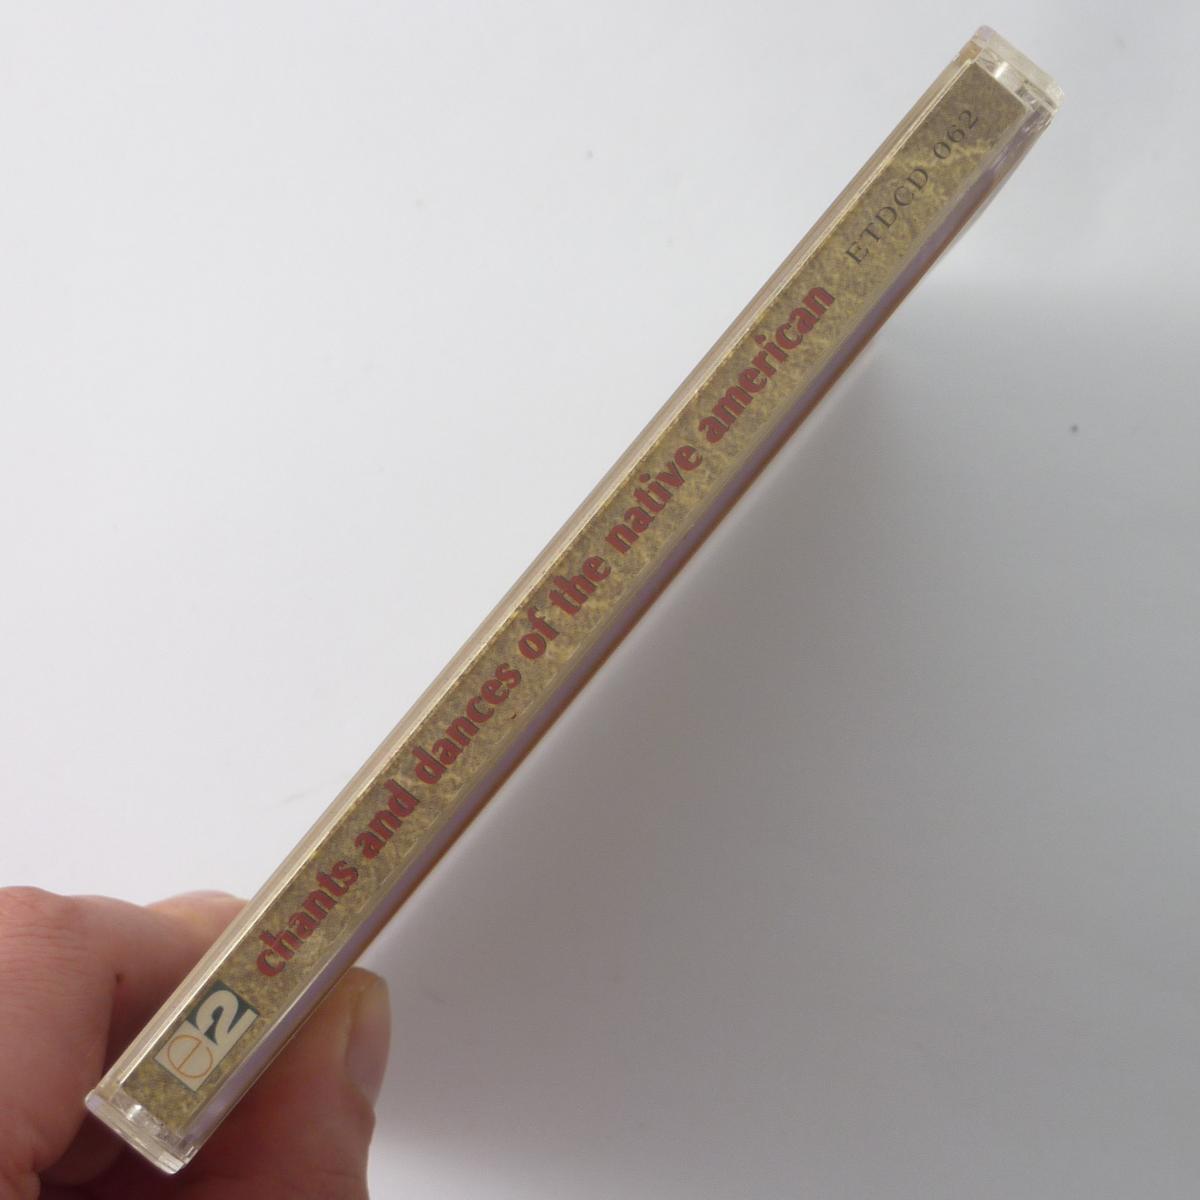 e2 chants and dances of the native american ETDCD 062